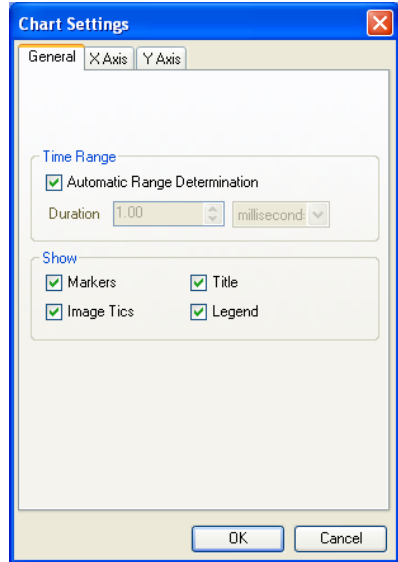 Chart Settings
General X Axis Y Axis
Time Range
Automatic Range Determination
Duration 1.00 millisecond
Show
Markers Title
Image Tics Legend
OK Cancel